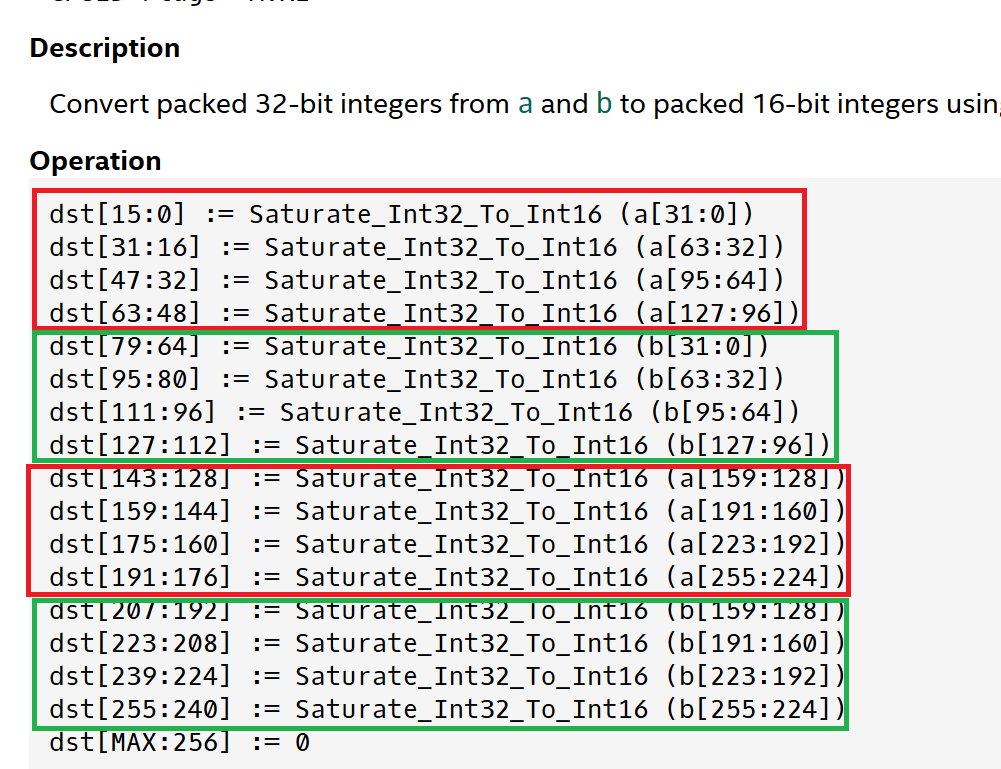 Description
Convert packed 32-bit integers from a and b to packed 16-bit integers using
Operation
dst[15:0] := Saturate_Int32_To_Int16 (a[31:0])
dst[31:16] := Saturate_Int32_To_Int16 (a[63:32])
dst[47:32] := Saturate_Int32_To_Int16 (a[95:64])
dst[63:48] := Saturate_Int32_To_Int16 (a[127:96])
dst[79:64] := Saturate_Int32_To_Int16 (b[31:0])
dst[95:80] := Saturate_Int32_To_Int16 (b[63:32])
dst[111:96] := Saturate_Int32_To_Int16 (b[95:64])
dst[127:112] := Saturate_Int32_To_Int16 (b[127:96])
dst[143:128] := Saturate_Int32_To_Int16 (a[159:128])
dst[159:144] := Saturate_Int32_To_Int16 (a[191:160])
dst[175:160] := Saturate_Int32_To_Int16 (a[223:192])
dst[191:176] := Saturate_Int32_To_Int16 (a[255:224])
dst[207:192] := Saturate_Int32_To_Int16 (b[159:128])
dst[223:208] := Saturate_Int32_To_Int16 (b[191:160])
dst[239:224] := Saturate_Int32_To_Int16 (b[223:192])
dst[255:240] := Saturate_Int32_To_Int16 (b[255:224])
dst[MAX:256] := 0